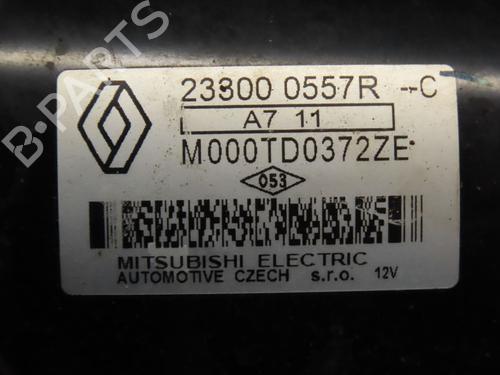 B-PARTS
23300 0557R --C
A7 11
M000TD0372ZE
053
MITSUBISHI ELECTRIC
AUTOMOTIVE CZECH s.r.o. 12V